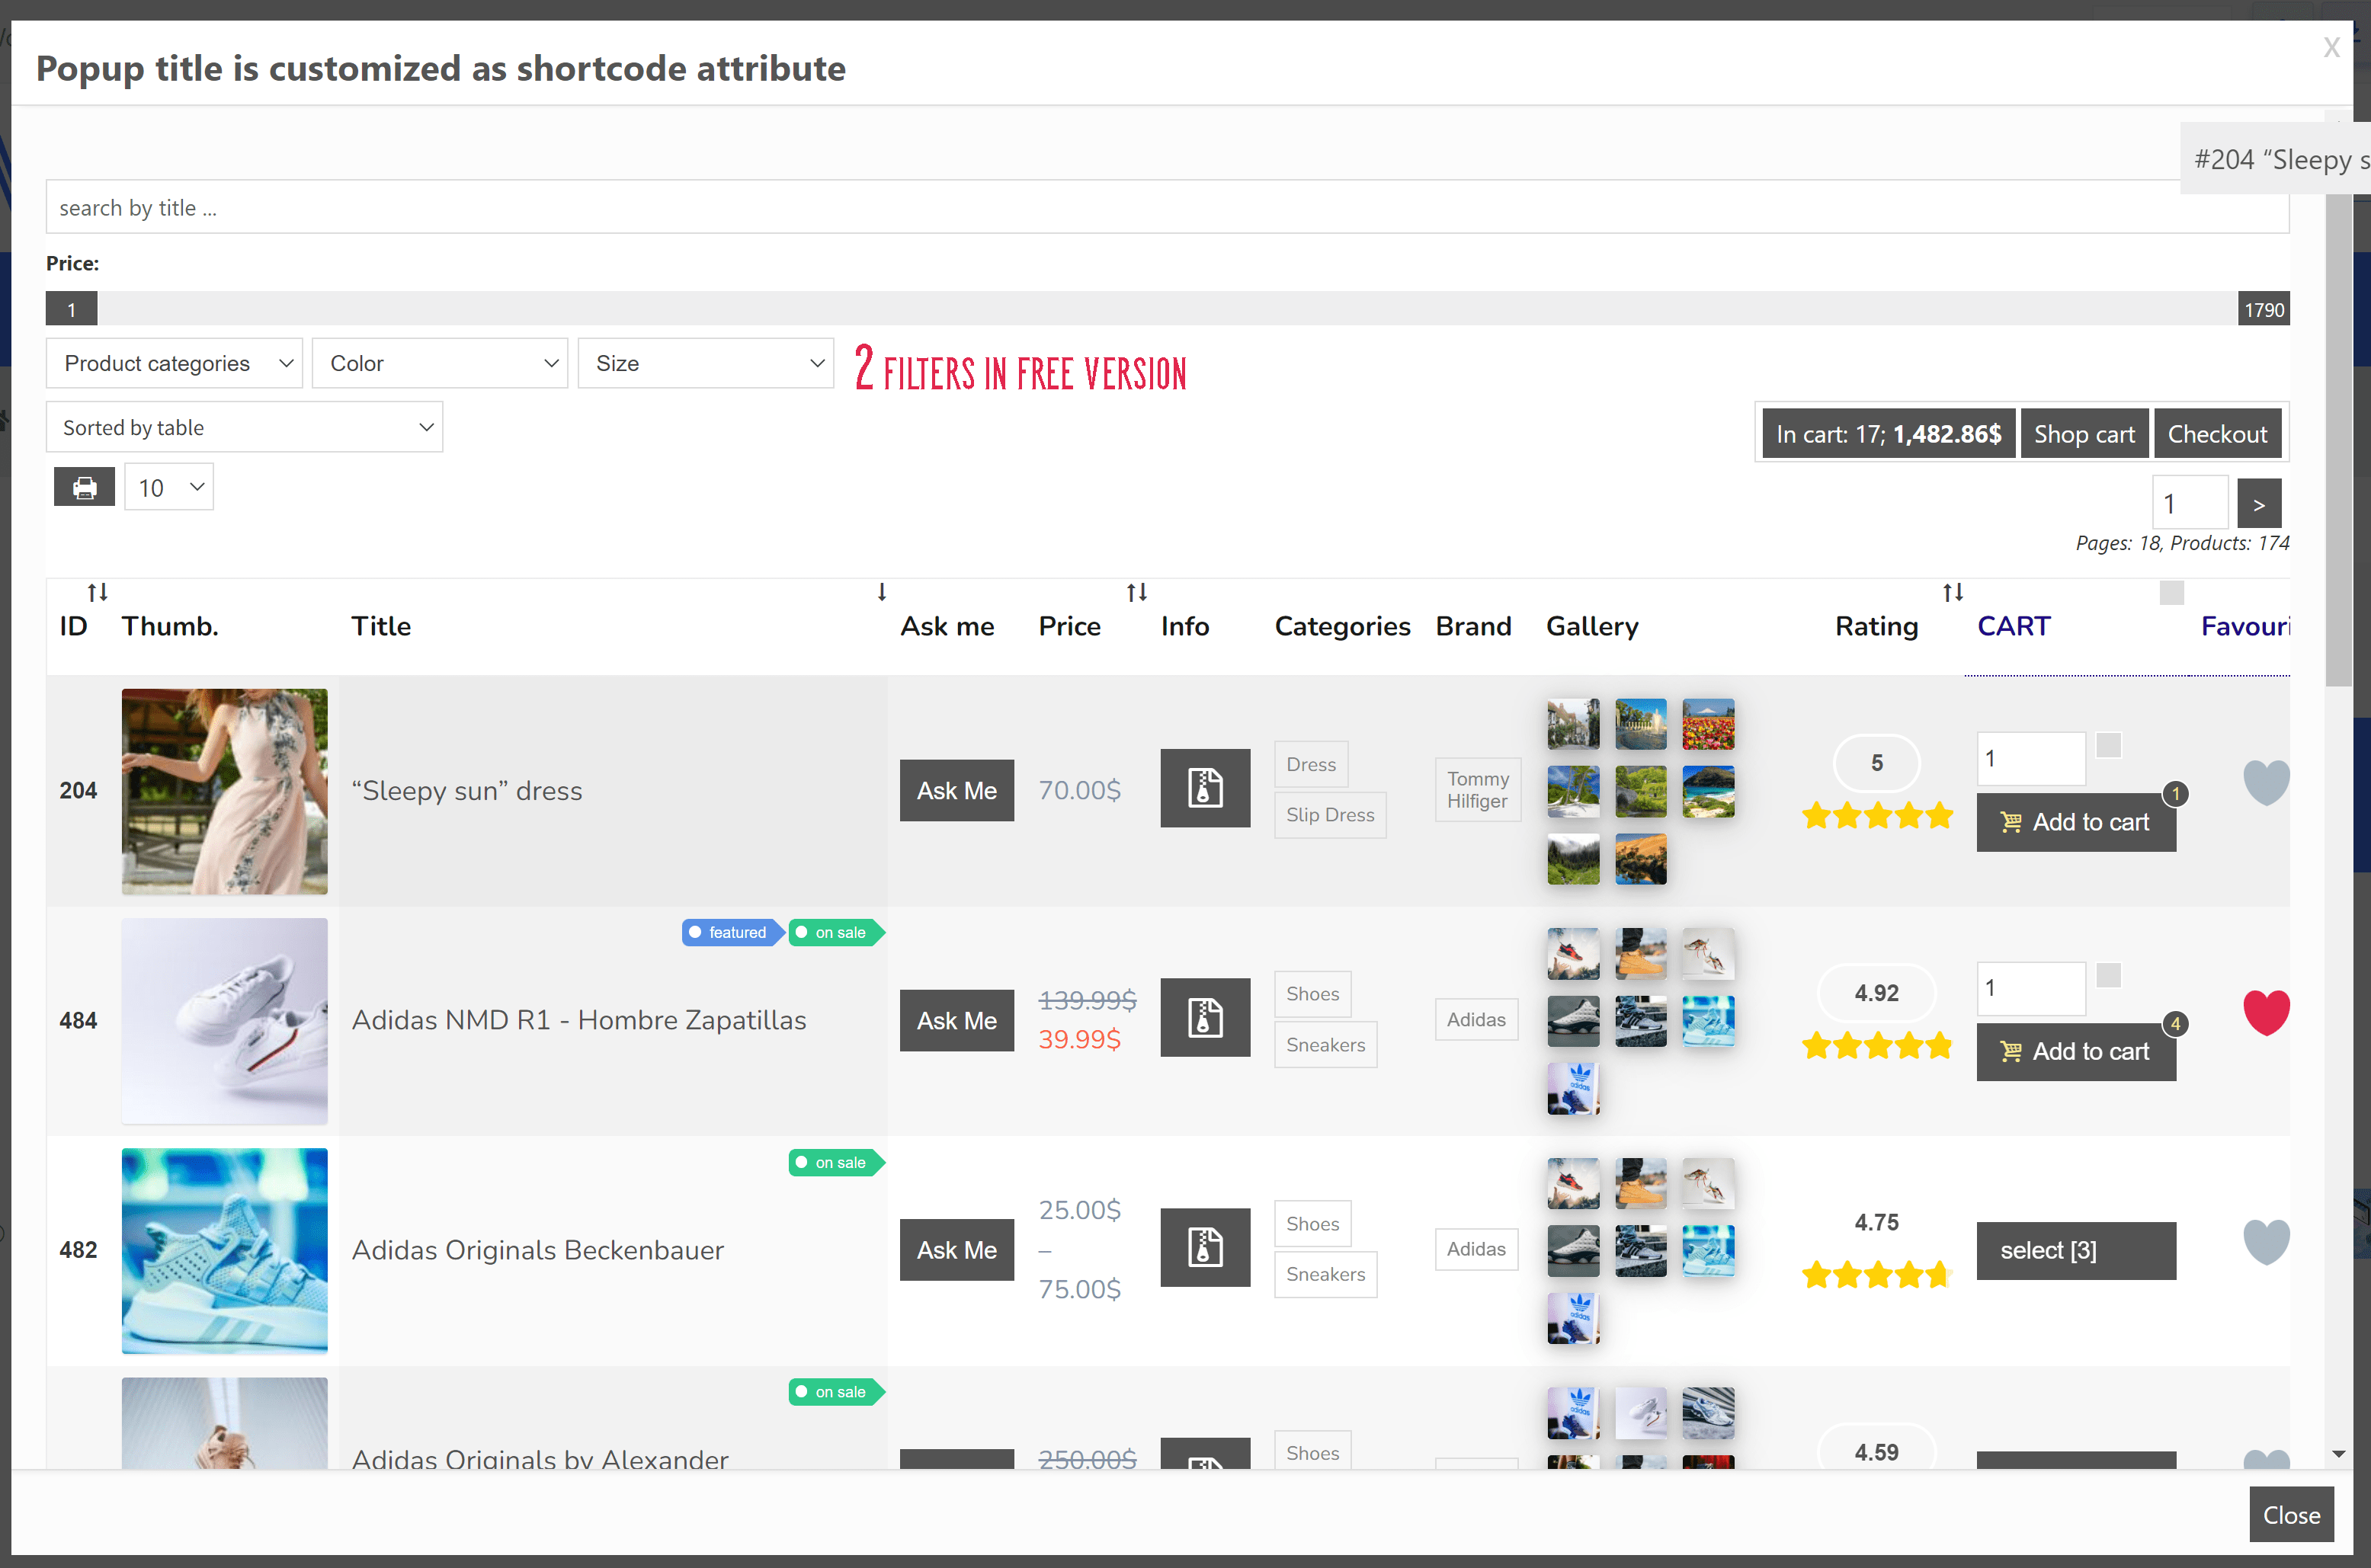 Popup title is customized as shortcode attribute
X
#204 “Sleepy s
search by title ...
Price:
1
1790
Product categories
Color
Size
2 FILTERS IN FREE VERSION
Sorted by table
In cart: 17; 1,482.86$
Shop cart
Checkout
10
1
>
Pages: 18, Products: 174
ID
Thumb.
Title
Ask me
Price
Info
Categories
Brand
Gallery
Rating
CART
Favouri
204
“Sleepy sun” dress
Ask Me
70.00$
Dress
Slip Dress
Tommy
Hilfiger
5
1
1
Add to cart
featured
on sale
484
Adidas NMD R1 - Hombre Zapatillas
Ask Me
139.99$
39.99$
Shoes
Sneakers
Adidas
adidas
4.92
1
4
Add to cart
on sale
482
Adidas Originals Beckenbauer
Ask Me
25.00$
–
75.00$
Shoes
Sneakers
Adidas
adidas
4.75
select [3]
on sale
Adidas Originals by Alexander
250.00$
Shoes
adidas
4.59
Close